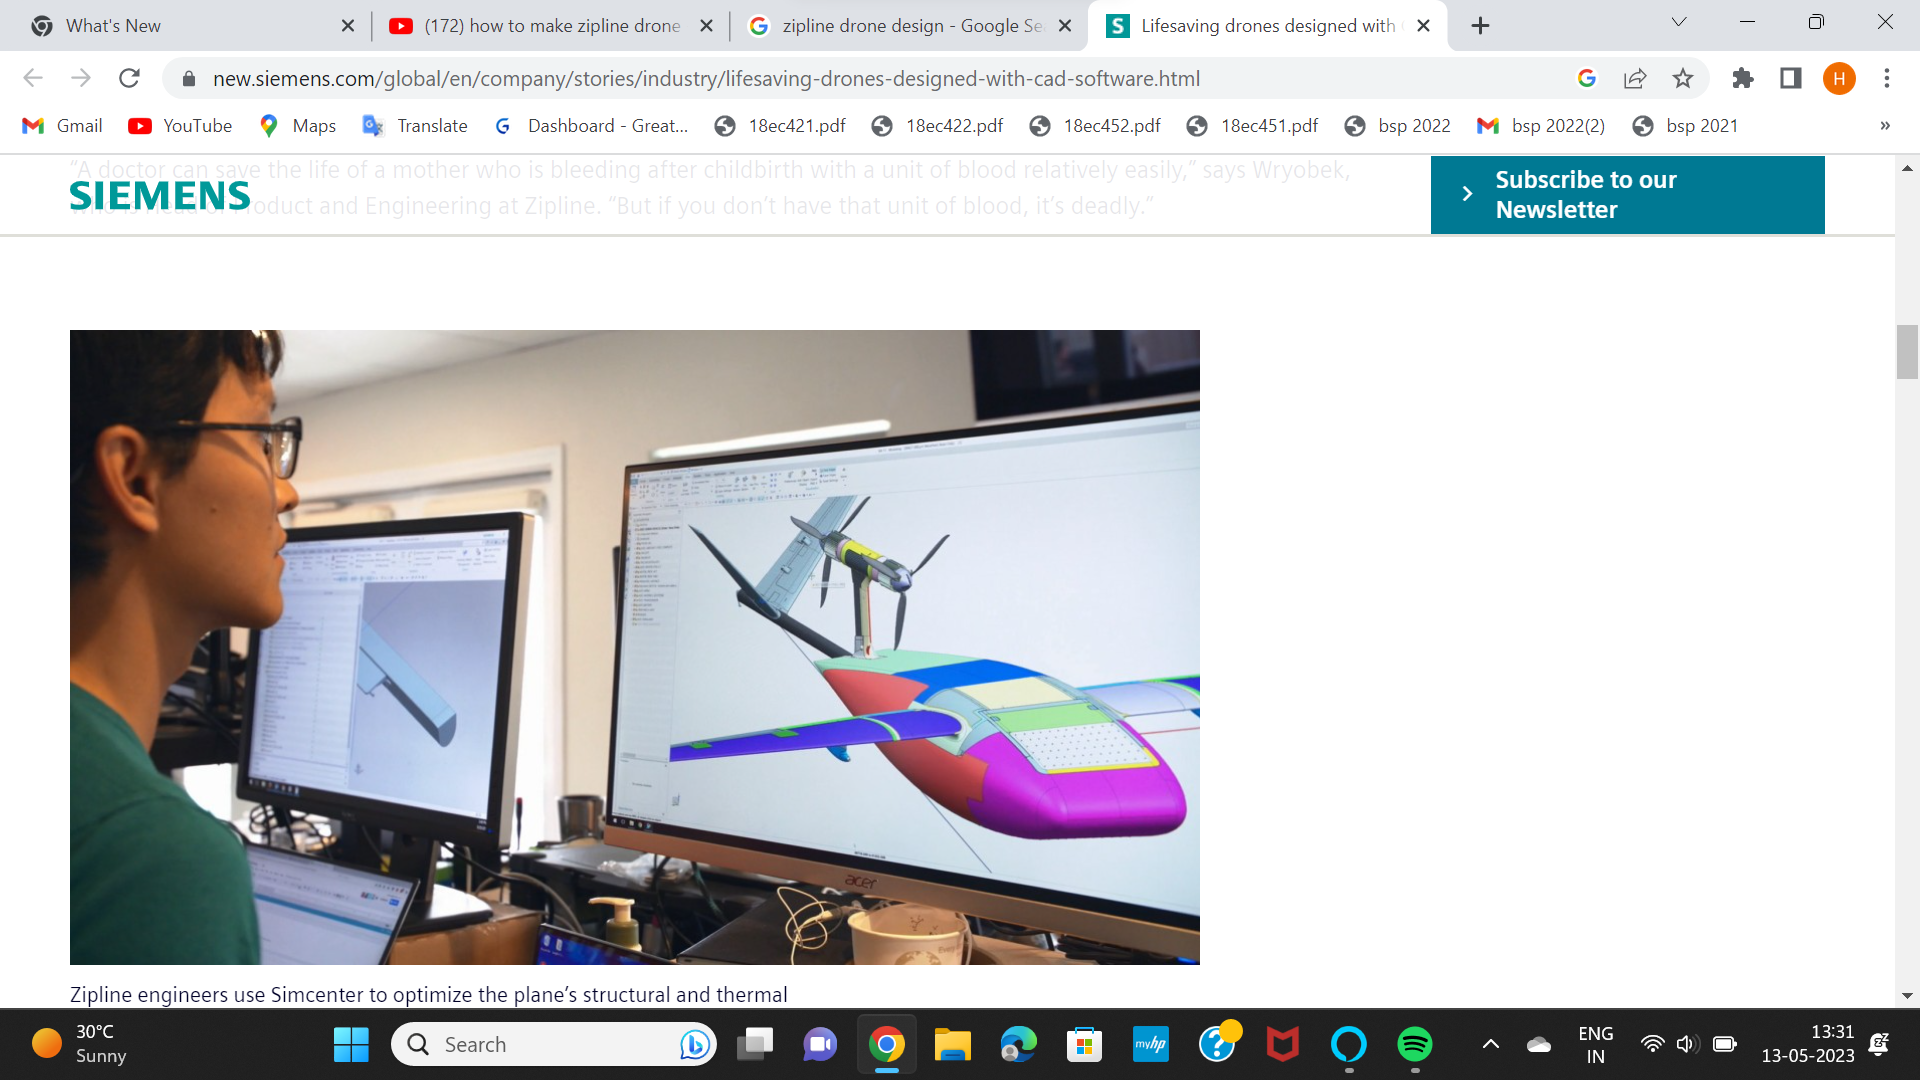 What's New
(172) how to make zipline drone
zipline drone design - Google Se
Lifesaving drones designed with
new.siemens.com/global/en/company/stories/industry/lifesaving-drones-designed-with-cad-software.html
H
Gmail
YouTube
Maps
Translate
Dashboard - Great...
18ec421.pdf
18ec422.pdf
18ec452.pdf
18ec451.pdf
bsp 2022
bsp 2022(2)
bsp 2021
»
“A doctor can save the life of a mother who is bleeding after childbirth with a unit of blood relatively easily,” says Wryobek,
SIEMENS
Product and Engineering at Zipline. “But if you don’t have that unit of blood, it’s deadly.”
Subscribe to our
Newsletter
acer
Zipline engineers use Simcenter to optimize the plane’s structural and thermal
30°C
Sunny
Search
myhp
ENG
IN
13:31
13-05-2023